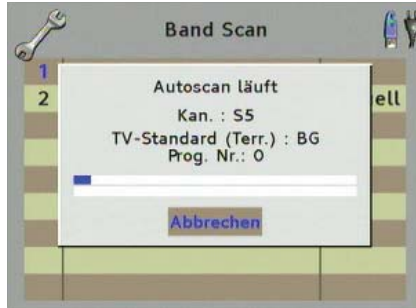 Band Scan
1
Autoscan läuft
2
ell
Kan. : S5
TV-Standard (Terr.) : BG
Prog. Nr.: 0
Abbrechen